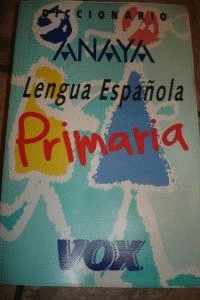 DICCIONARIO
ANAYA
Lengua Española
Primaria
VOX